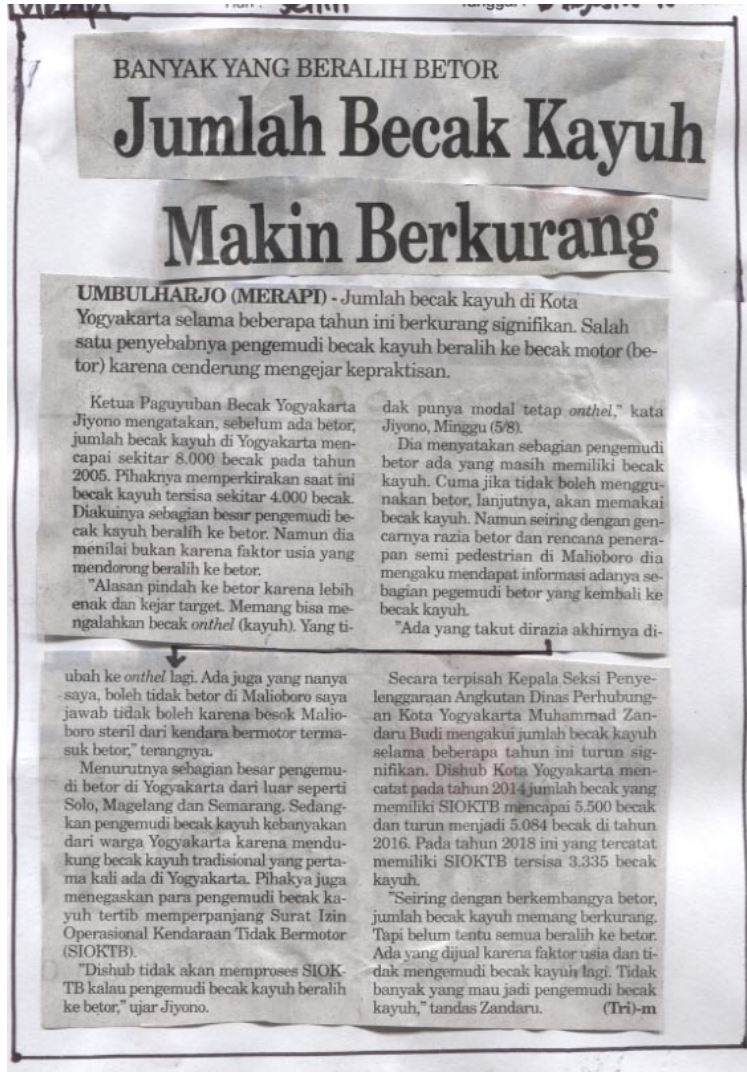 BANYAK YANG BERALIH BETOR
Jumlah Becak Kayuh
Makin Berkurang
UMBULHARJO (MERAPI) - Jumlah becak kayuh di Kota
Yogyakarta selama beberapa tahun ini berkurang signifikan. Salah
satu penyebabnya pengemudi becak kayuh beralih ke becak motor (be-
tor) karena cenderung mengejar kepraktisan.
Ketua Paguyuban Becak Yogyakarta
Jiyono mengatakan, sebelum ada betor,
jumlah becak kayuh di Yogyakarta men-
capai sekitar 8.000 becak pada tahun
2005. Pihaknya memperkirakan saat ini
becak kayuh tersisa sekitar 4.000 becak.
Diakuinya sebagian besar pengemudi be-
cak kayuh beralih ke betor. Namun dia
menilai bukan karena faktor usia yang
mendorong beralih ke betor.
"Alasan pindah ke betor karena lebih
enak dan kejar target. Memang bisa me-
ngalahkan becak onthel (kayuh). Yang ti-
dak punya modal tetap onthel," kata
Jiyono, Minggu (5/8).
Dia menyatakan sebagian pengemudi
betor ada yang masih memiliki becak
kayuh. Cuma jika tidak boleh menggu-
nakan betor, lanjutnya, akan memakai
becak kayuh. Namun seiring dengan gen-
carnya razia betor dan rencana penera-
pan semi pedestrian di Malioboro dia
mengaku mendapat informasi adanya se-
bagian pegemudi betor yang kembali ke
becak kayuh.
"Ada yang takut dirazia akhirnya di-
ubah ke onthel lagi. Ada juga yang nanya
saya, boleh tidak betor di Malioboro saya
jawab tidak boleh karena besok Malio-
boro steril dari kendara bermotor terma-
suk betor," terangnya.
Menurutnya sebagian besar pengemu-
di betor di Yogyakarta dari luar seperti
Solo, Magelang dan Semarang. Sedang-
kan pengemudi becak kayuh kebanyakan
dari warga Yogyakarta karena mendu-
kung becak kayuh tradisional yang perta-
ma kali ada di Yogyakarta. Pihakya juga
menegaskan para pengemudi becak ka-
yuh tertib memperpanjang Surat Izin
Operasional Kendaraan Tidak Bermotor
(SIOKTB).
"Dishub tidak akan memproses SIOK-
TB kalau pengemudi becak kayuh beralih
ke betor," ujar Jiyono.
Secara terpisah Kepala Seksi Penye-
lenggaraan Angkutan Dinas Perhubung-
an Kota Yogyakarta Muhammad Zan-
daru Budi mengakui jumlah becak kayuh
selama beberapa tahun ini turun sig-
nifikan. Dishub Kota Yogyakarta men-
catat pada tahun 2014 jumlah becak yang
memiliki SIOKTB mencapai 5.500 becak
dan turun menjadi 5.084 becak di tahun
2016. Pada tahun 2018 ini yang tercatat
memiliki SIOKTB tersisa 3.335 becak
kayuh.
"Seiring dengan berkembangya betor,
jumlah becak kayuh memang berkurang.
Tapi belum tentu semua beralih ke betor.
Ada yang dijual karena faktor usia dan ti-
dak mengemudi becak kayuh lagi. Tidak
banyak yang mau jadi pengemudi becak
kayuh," tandas Zandaru. (Tri)-m